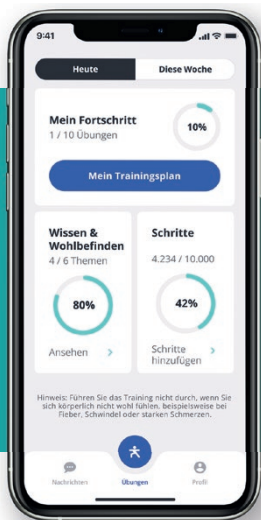 9:41
Heute
Diese Woche
Mein Fortschritt
1 / 10 Übungen
10%
Mein Trainingsplan
Wissen &
Wohlbefinden
4 / 6 Themen
80%
Ansehen >
Schritte
4.234 / 10.000
42%
Schritte >
hinzufügen
Hinweis: Führen Sie das Training nicht durch, wenn Sie
sich körperlich nicht wohl fühlen, beispielsweise bei
Fieber, Schwindel oder starken Schmerzen.
Nachrichten
Übungen
Profil